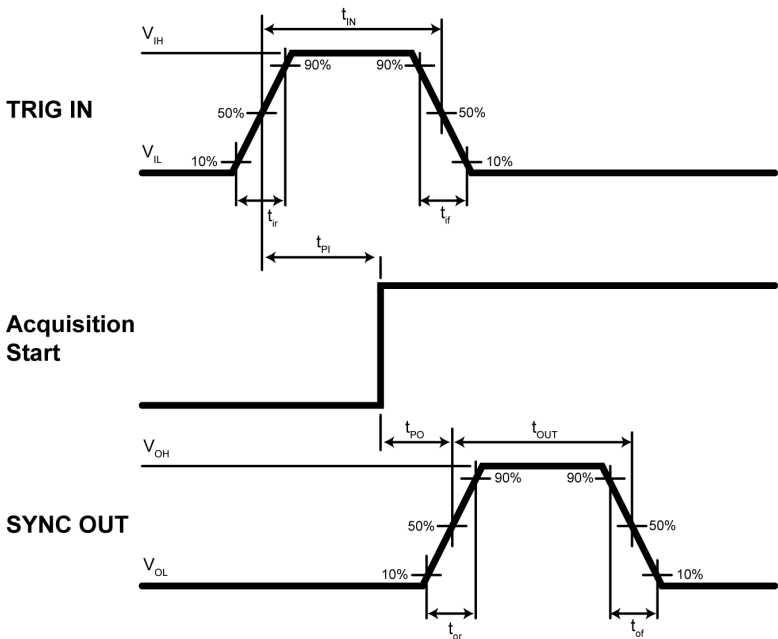 t_IN
V_IH
90% 90%
TRIG IN
50% 50%
V_IL
10% 10%
t_ir t_if
t_PI
Acquisition
Start
t_PO t_OUT
V_OH
90% 90%
SYNC OUT
50% 50%
V_OL
10% 10%
t_or t_of